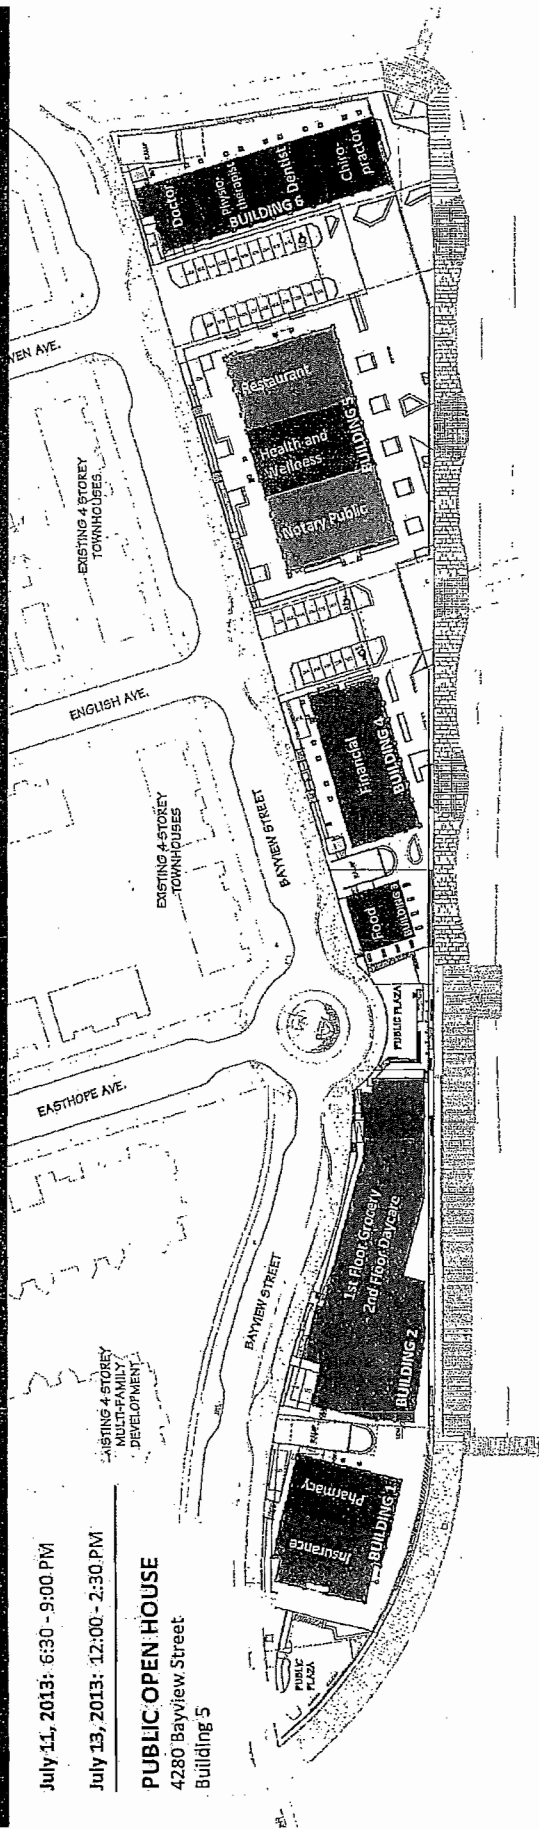 July 11, 2013: 6:30 - 9:00 PM
July 13, 2013: 12:00 - 2:30 PM
PUBLIC OPEN HOUSE
4280 Bayview Street
Building 5
EXISTING 4 STOREY
MULTI-FAMILY
DEVELOPMENT
EASTHOPE AVE.
EXISTING 4 STOREY
TOWNHOUSES
ENGLISH AVE.
EXISTING 4 STOREY
TOWNHOUSES
BAYVIEW STREET
BAYVIEW STREET
PUBLIC
PLAZA
Insurance
Pharmacy
BUILDING 1
RAMP
1st Floor Grocery
- 2nd Floor Daycare
BUILDING 2
PUBLIC PLAZA
Food
BUILDING 3
RAMP
Financial
BUILDING 4
Notary Public
Health and
Wellness
Restaurant
BUILDING 5
Doctor
Physio-
therapist
Dentist
Chiro-
practor
BUILDING 6
RAMP